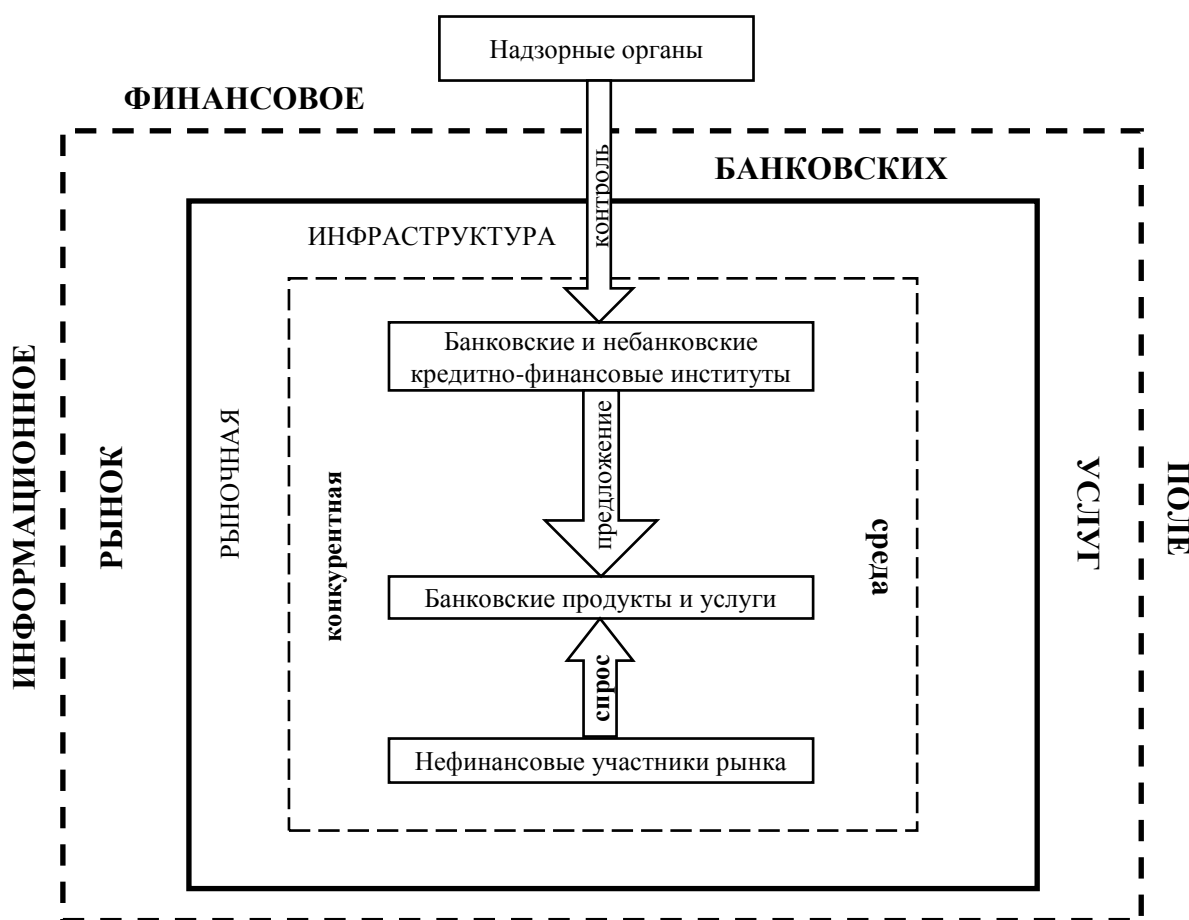 Надзорные органы
ФИНАНСОВОЕ
БАНКОВСКИХ
контроль
ИНФРАСТРУКТУРА
Банковские и небанковские
кредитно-финансовые институты
ИНФОРМАЦИОННОЕ
РЫНОК
РЫНОЧНАЯ
конкурентная
предложение
среда
УСЛУГ
ПОЛЕ
Банковские продукты и услуги
спрос
Нефинансовые участники рынка